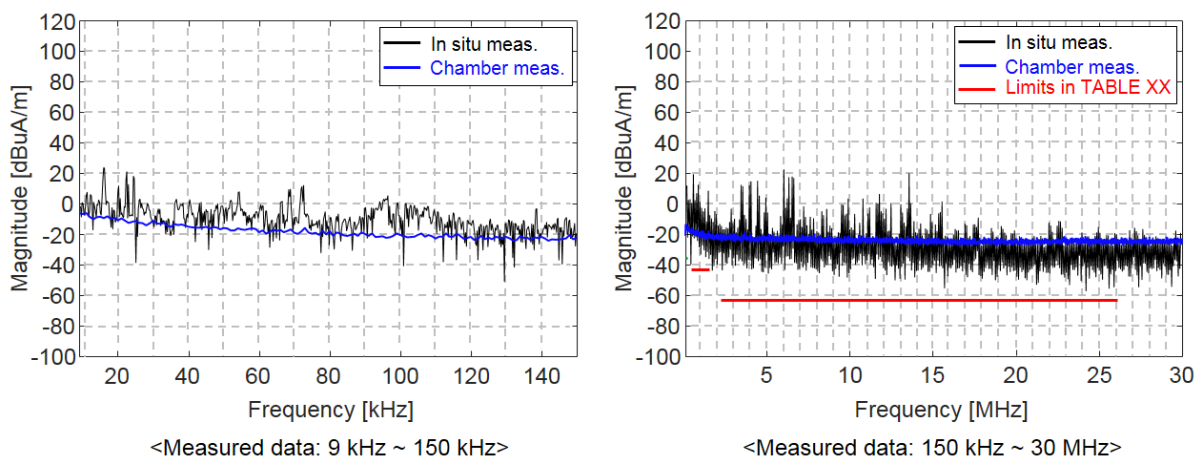 120
100
80
60
40
20
0
-20
-40
-60
-80
-100
Magnitude [dBuA/m]
In situ meas.
Chamber meas.
20 40 60 80 100 120 140
Frequency [kHz]
<Measured data: 9 kHz ~ 150 kHz>
120
100
80
60
40
20
0
-20
-40
-60
-80
-100
Magnitude [dBuA/m]
In situ meas.
Chamber meas.
Limits in TABLE XX
5 10 15 20 25 30
Frequency [MHz]
<Measured data: 150 kHz ~ 30 MHz>